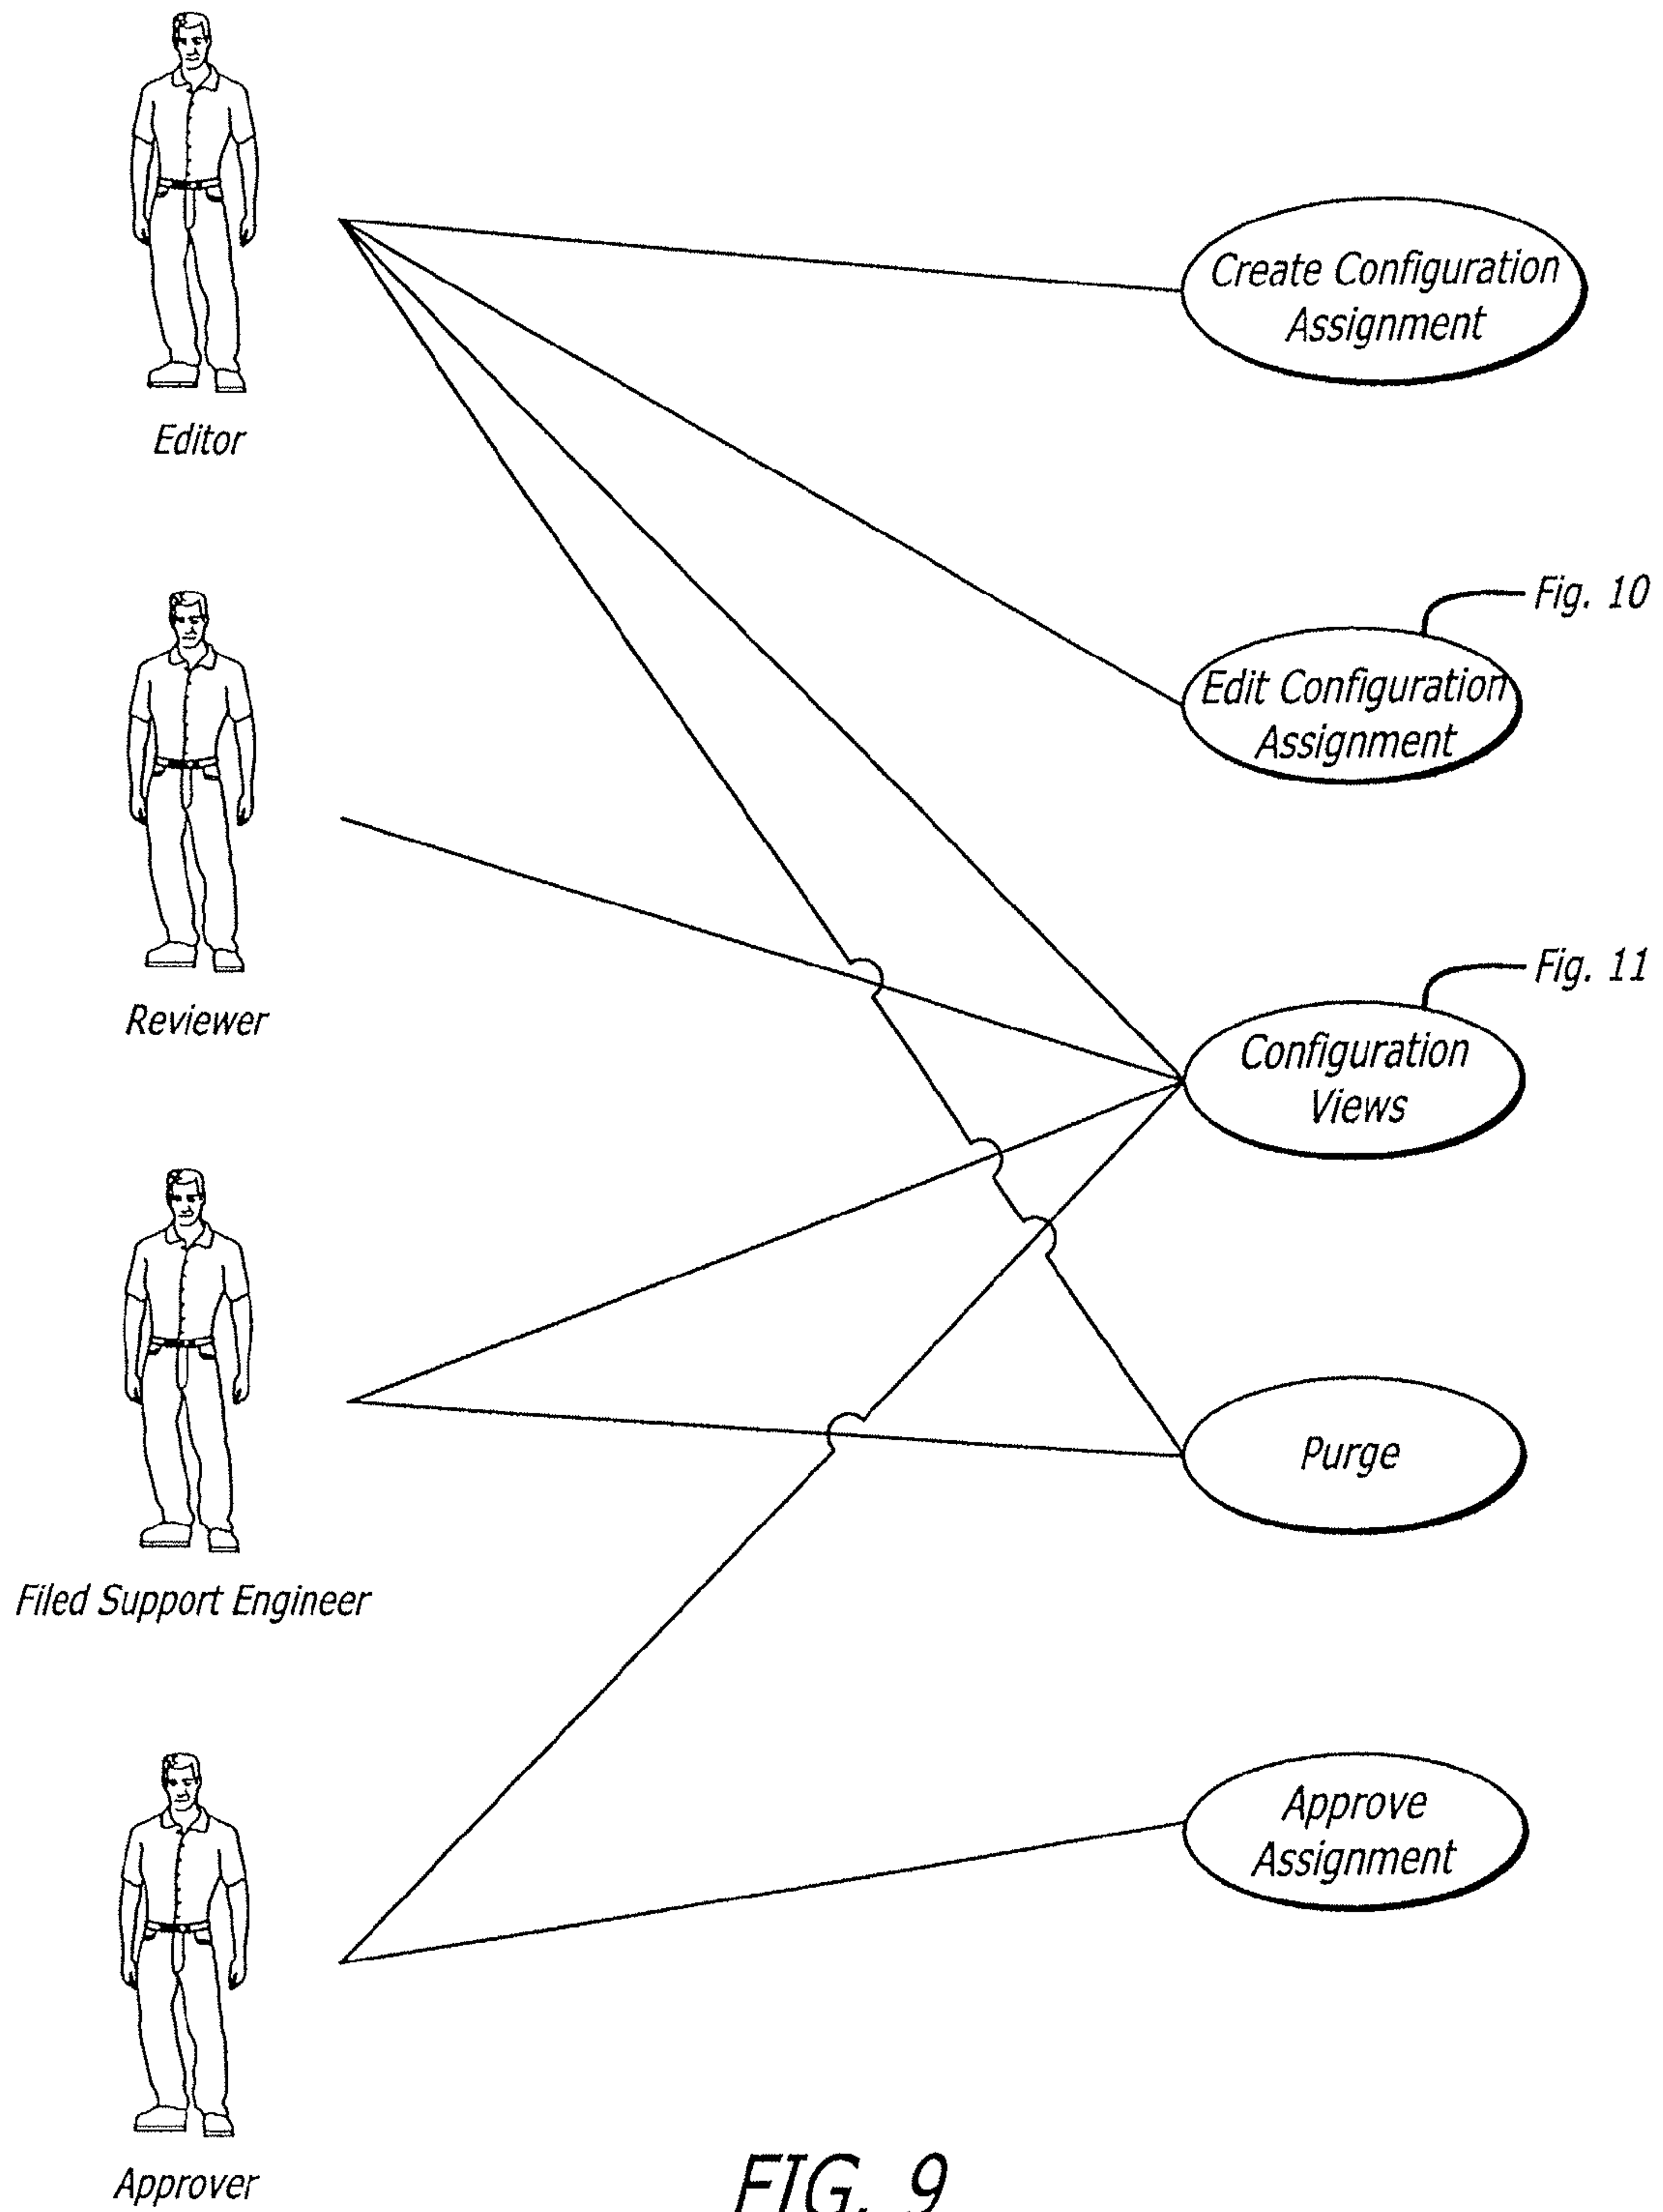 Create Configuration
Assignment
Editor
Fig. 10
Edit Configuration
Assignment
Fig. 11
Reviewer
Configuration
Views
Purge
Filed Support Engineer
Approve
Assignment
Approver
FIG. 9